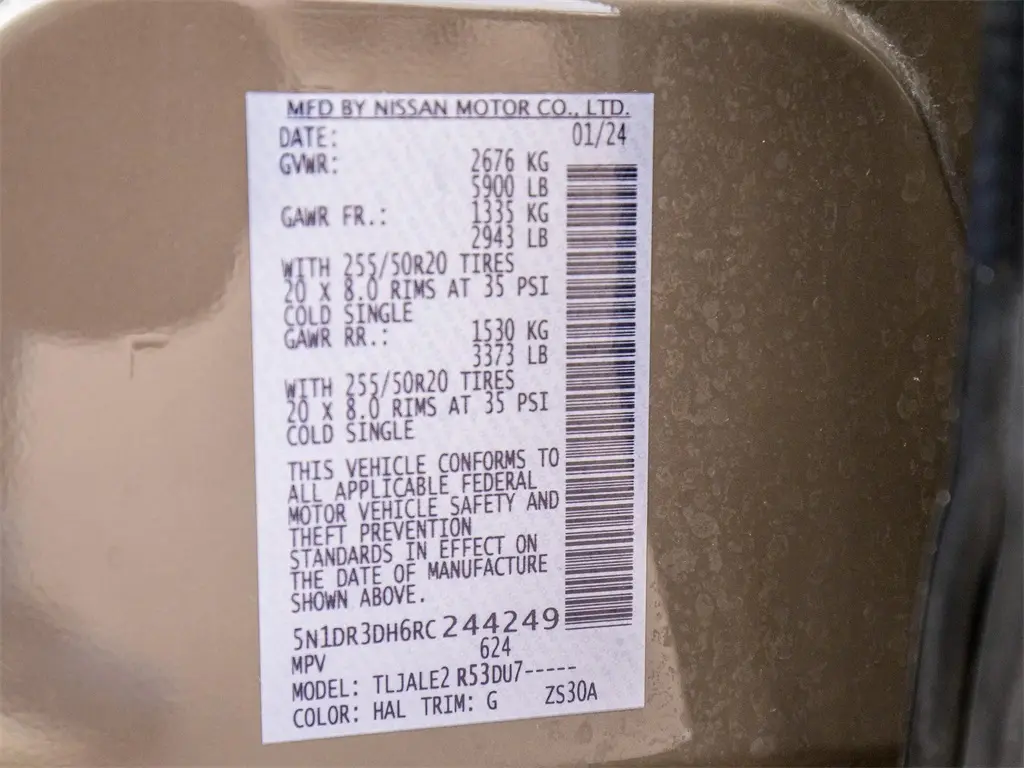 MFD BY NISSAN MOTOR CO., LTD.
DATE: 01/24
GVWR: 2676 KG
5900 LB
GAWR FR.: 1335 KG
2943 LB
WITH 255/50R20 TIRES
20 X 8.0 RIMS AT 35 PSI
COLD SINGLE
GAWR RR.: 1530 KG
3373 LB
WITH 255/50R20 TIRES
20 X 8.0 RIMS AT 35 PSI
COLD SINGLE
THIS VEHICLE CONFORMS TO
ALL APPLICABLE FEDERAL
MOTOR VEHICLE SAFETY AND
THEFT PREVENTION
STANDARDS IN EFFECT ON
THE DATE OF MANUFACTURE
SHOWN ABOVE.
5N1DR3DH6RC244249
MPV 624
MODEL: TLJALE2 R53DU7-----
COLOR: HAL TRIM: G ZS30A